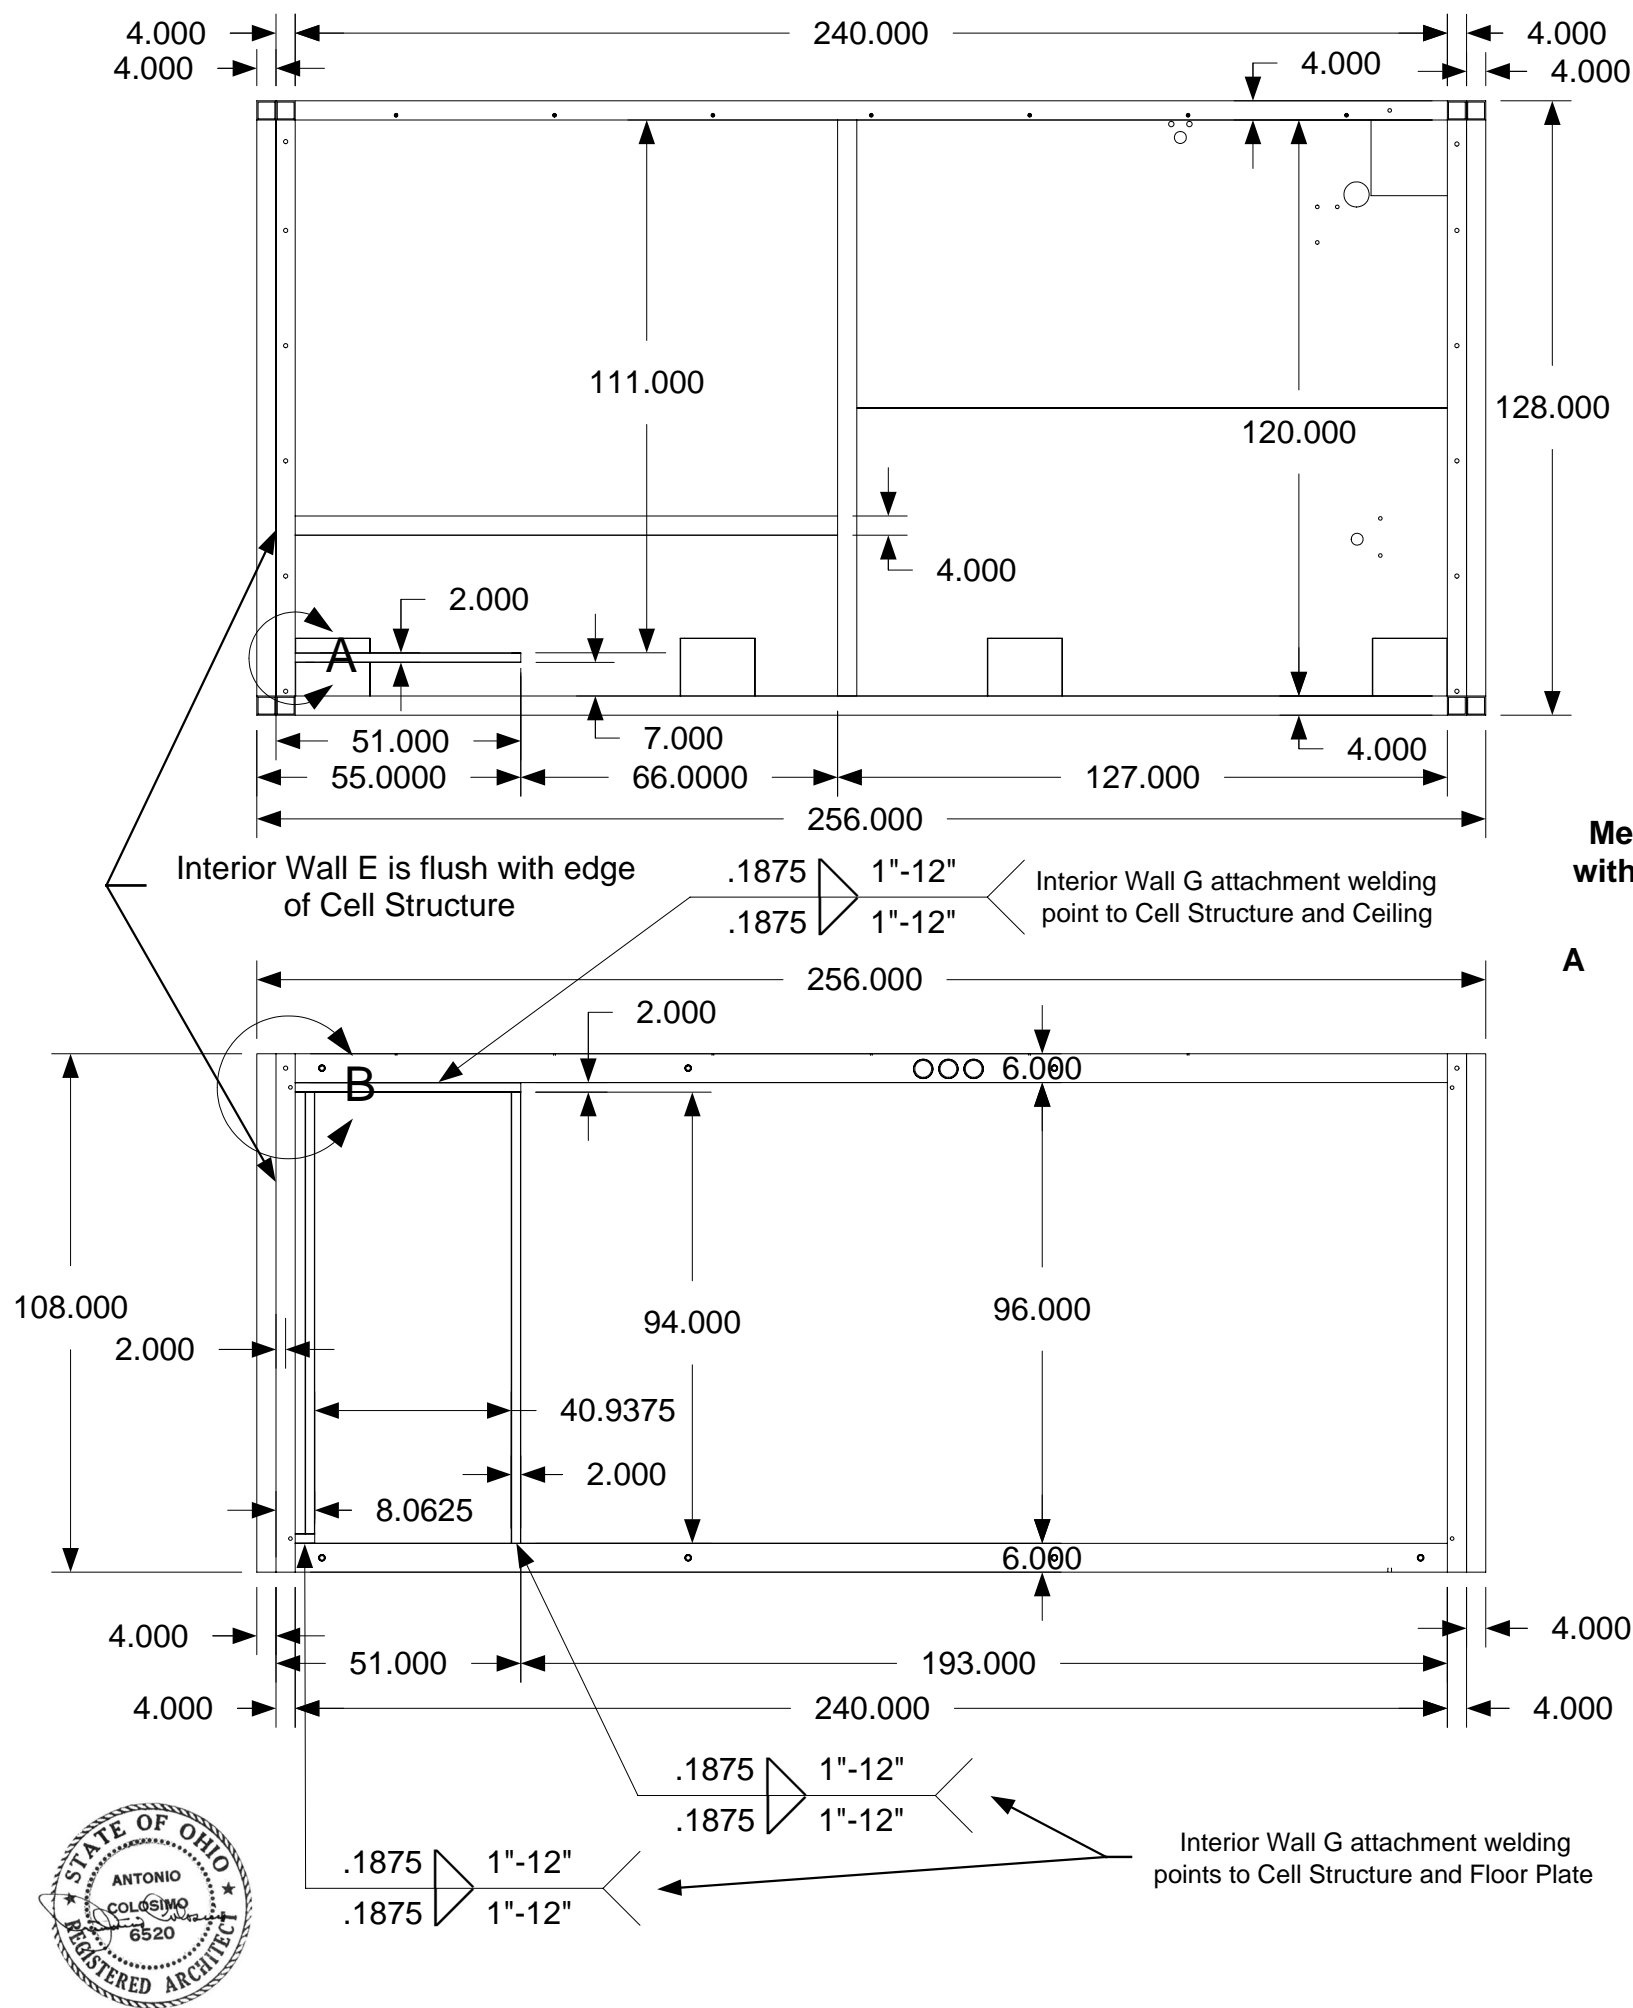 4.000
240.000
4.000
4.000
4.000
4.000
111.000
128.000
120.000
4.000
2.000
A
51.000
7.000
4.000
55.0000
66.0000
127.000
256.000
Me
with
Interior Wall E is flush with edge
of Cell Structure
.1875 1"-12"
.1875 1"-12"
Interior Wall G attachment welding
point to Cell Structure and Ceiling
A
256.000
2.000
6.000
B
108.000
94.000
96.000
2.000
40.9375
2.000
8.0625
6.000
4.000
4.000
51.000
193.000
4.000
240.000
4.000
.1875 1"-12"
.1875 1"-12"
.1875 1"-12"
.1875 1"-12"
Interior Wall G attachment welding
points to Cell Structure and Floor Plate
STATE OF OHIO
ANTONIO
COLOSIMO
6520
REGISTERED ARCHITECT